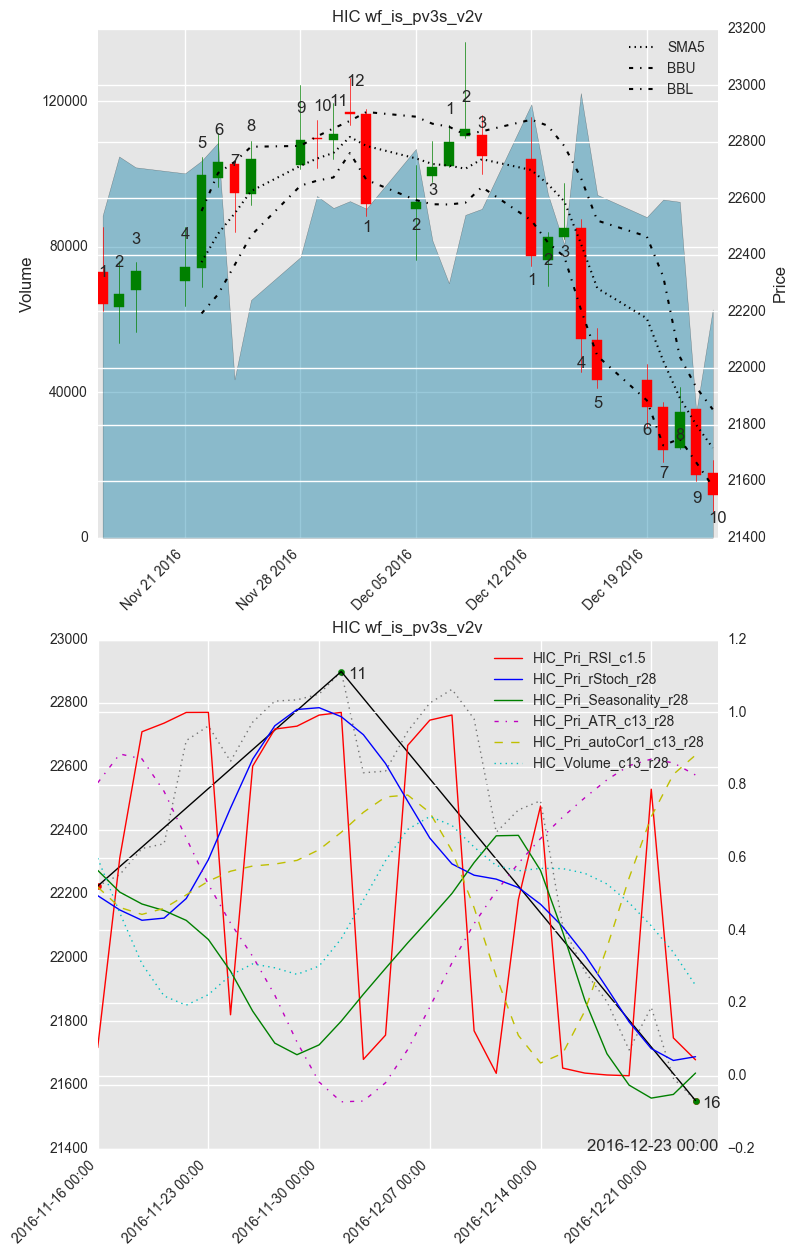 HIC wf_is_pv3s_v2v
SMA5
BBU
BBL
Volume
120000
80000
40000
0
23200
23000
22800
22600
22400
22200
22000
21800
21600
21400
Price
1 2 3 4 5 6 7 8 9 10 11 12
1 2 3 1 2 3
1 2 3 4 5 6 7 8 9 10
Nov 21 2016
Nov 28 2016
Dec 05 2016
Dec 12 2016
Dec 19 2016
HIC wf_is_pv3s_v2v
HIC_Pri_RSI_c1.5
HIC_Pri_rStoch_r28
HIC_Pri_Seasonality_r28
HIC_Pri_ATR_c13_r28
HIC_Pri_autoCor1_c13_r28
HIC_Volume_c13_r28
23000
22800
22600
22400
22200
22000
21800
21600
21400
1.2
1.0
0.8
0.6
0.4
0.2
0.0
−0.2
11
16
2016-12-23 00:00
2016-11-16 00:00
2016-11-23 00:00
2016-11-30 00:00
2016-12-07 00:00
2016-12-14 00:00
2016-12-21 00:00